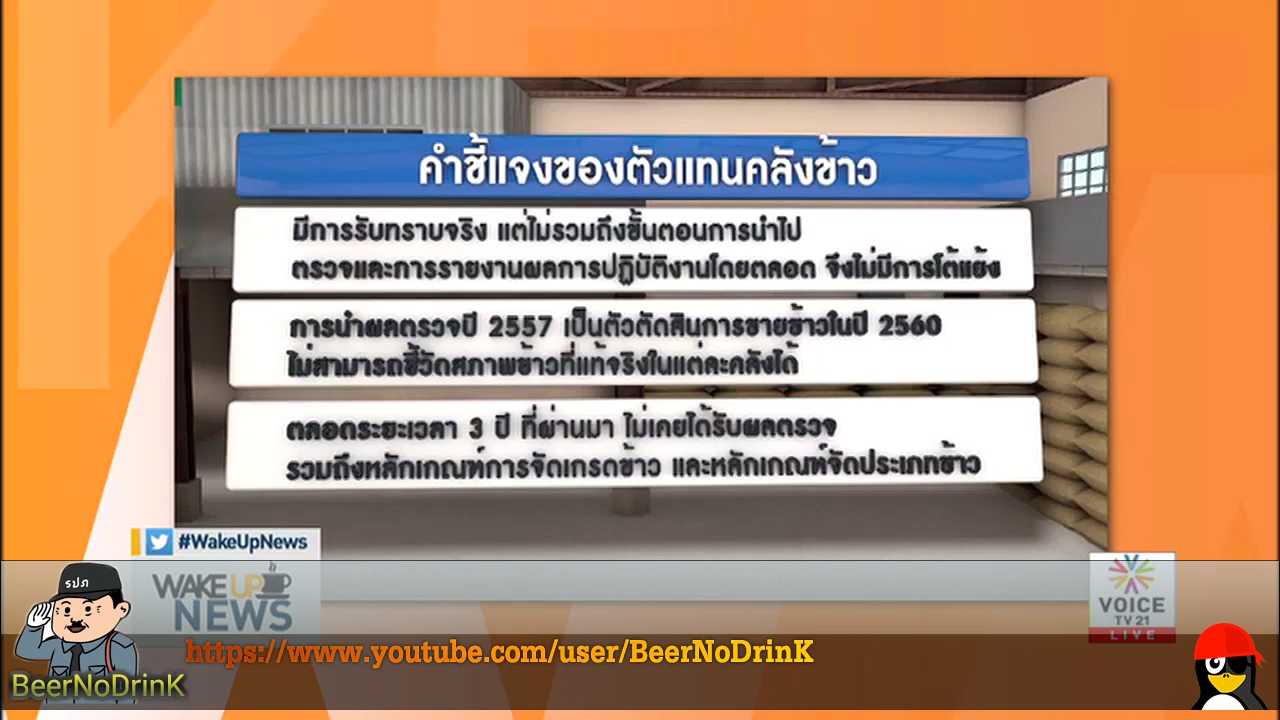 คำชี้แจงของตัวแทนคลังข้าว
มีการรับทราบจริง แต่ไม่รวมถึงขั้นตอนการนำไป
ตรวจและการรายงานผลการปฏิบัติงานโดยตลอด จึงไม่มีการโต้แย้ง
การนำผลตรวจปี 2557 เป็นตัวตัดสินการขายข้าวในปี 2560
ไม่สามารถชี้วัดสภาพข้าวที่แท้จริงในแต่ละคลังได้
ตลอดระยะเวลา 3 ปี ที่ผ่านมา ไม่เคยได้รับผลตรวจ
รวมถึงหลักเกณฑ์การจัดเกรดข้าว และหลักเกณฑ์จัดประเภทข้าว
#WakeUpNews
WAKE UP
NEWS
VOICE
TV 21
LIVE
รปภ
https://www.youtube.com/user/BeerNoDrinK
BeerNoDrinK